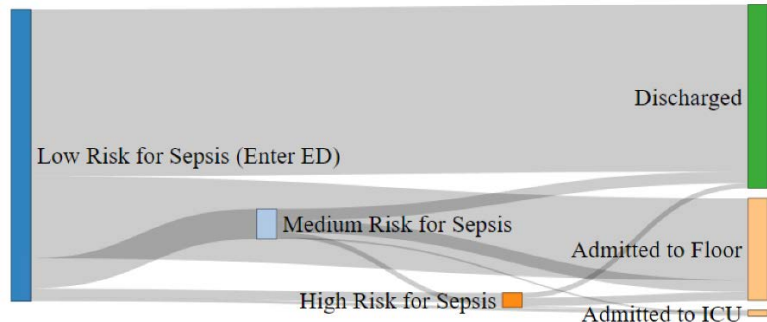 Discharged
Low Risk for Sepsis (Enter ED)
Medium Risk for Sepsis
Admitted to Floor
High Risk for Sepsis
Admitted to ICU